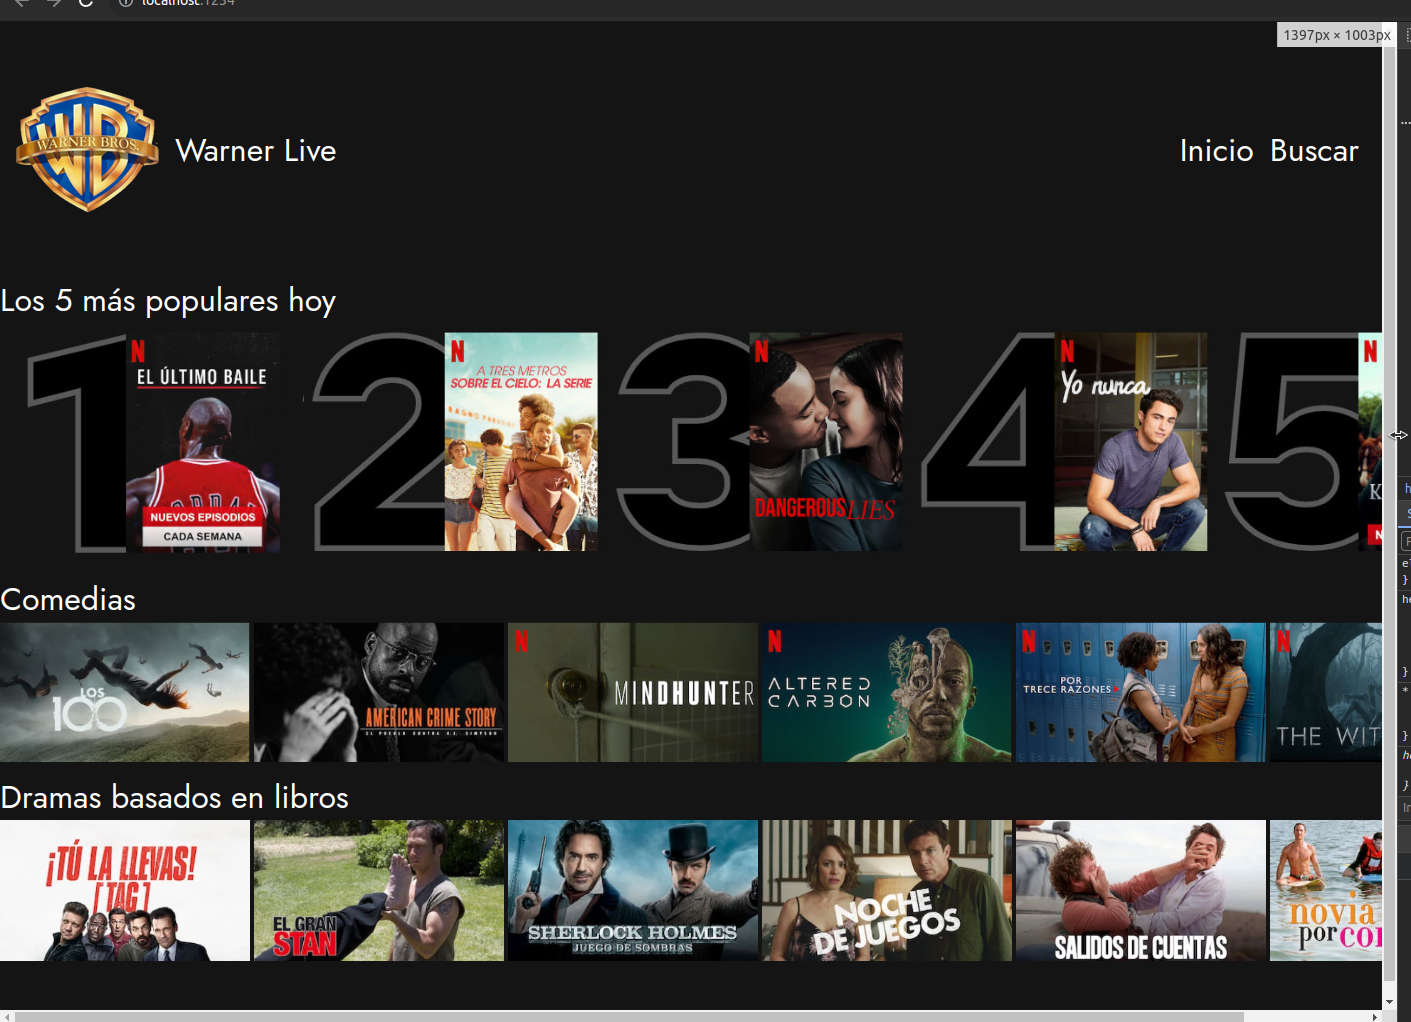 localhost:1234
1397px × 1003px
WARNER BROS.
Warner Live
Inicio Buscar
Los 5 más populares hoy
1
N
EL ÚLTIMO BAILE
NUEVOS EPISODIOS
CADA SEMANA
2
N
A TRES METROS
SOBRE EL CIELO: LA SERIE
3
N
DANGEROUS LIES
4
N
Yo nunca
5
N
K
N
Comedias
LOS
100
AMERICAN CRIME STORY
EL PUEBLO CONTRA O.J. SIMPSON
N
MINDHUNTER
N
ALTERED
CARBON
N
POR
TRECE RAZONES
N
THE WIT
Dramas basados en libros
¡TÚ LA LLEVAS!
[TAG]
EL GRAN
STAN
SHERLOCK HOLMES
JUEGO DE SOMBRAS
NOCHE
DE JUEGOS
SALIDOS DE CUENTAS
novia
por co